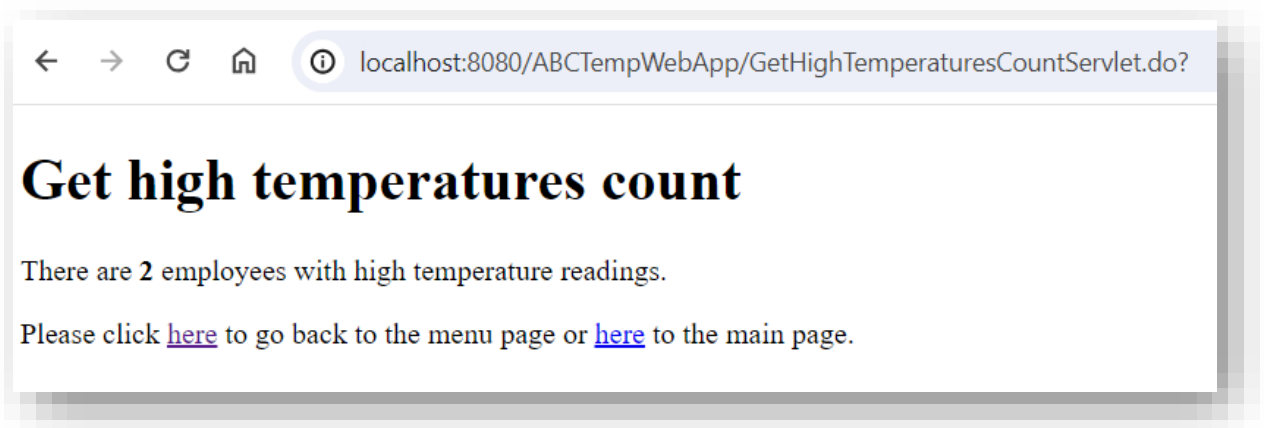 localhost:8080/ABCTempWebApp/GetHighTemperaturesCountServlet.do?
Get high temperatures count
There are 2 employees with high temperature readings.
Please click here to go back to the menu page or here to the main page.